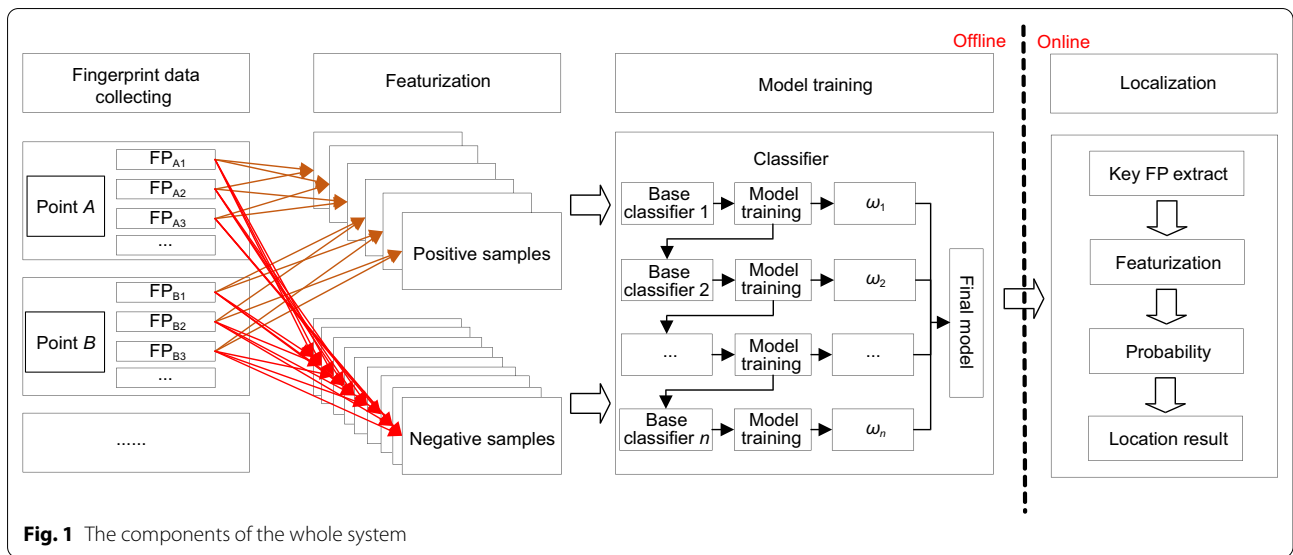 Offline
Online
Fingerprint data
collecting
Featurization
Model training
Localization
Point A
FPA1
FPA2
FPA3
...
Point B
FPB1
FPB2
FPB3
...
......
Positive samples
Negative samples
Classifier
Base
classifier 1
Model
training
ω1
Base
classifier 2
Model
training
ω2
...
Model
training
...
Base
classifier n
Model
training
ωn
Final model
Key FP extract
Featurization
Probability
Location result
Fig. 1 The components of the whole system